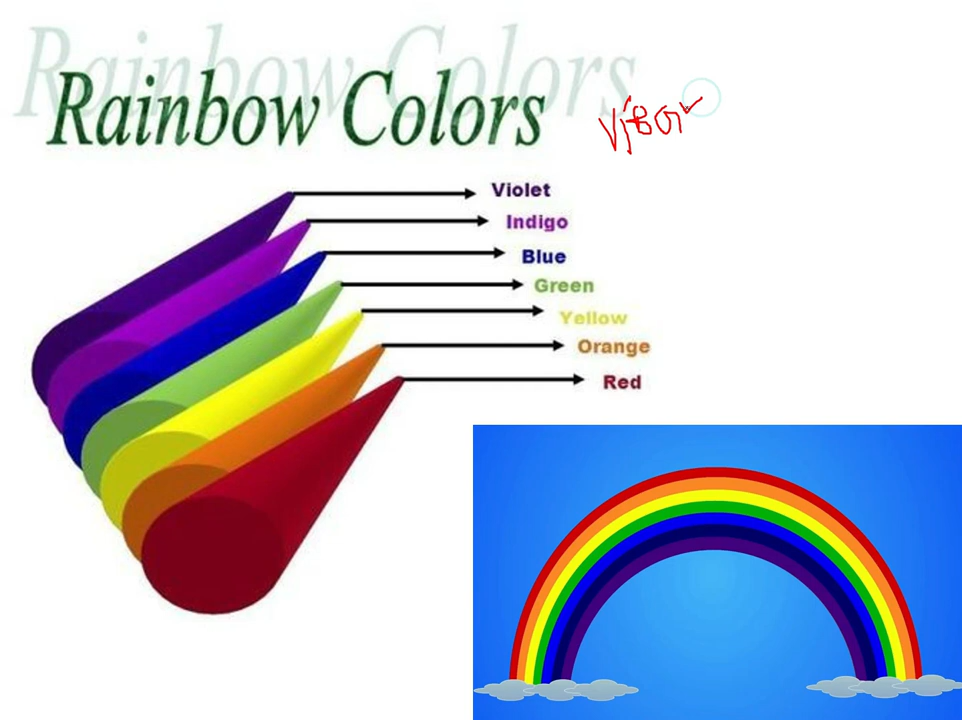 Rainbow Colors
Violet
Indigo
Blue
Green
Yellow
Orange
Red